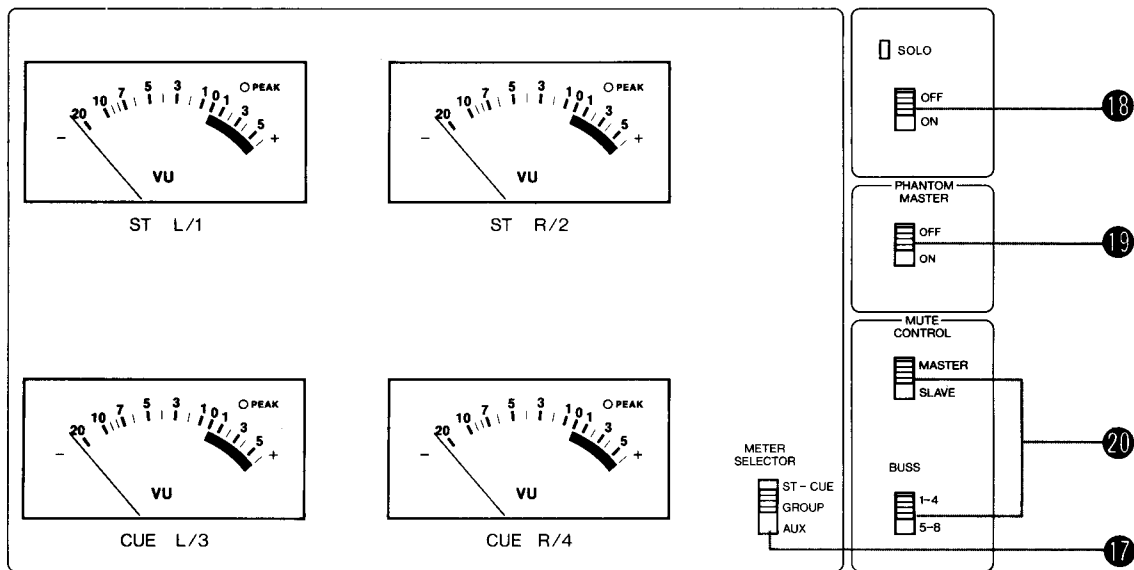 20 10 7 5 3 1 0 1 3 5
PEAK
- +
VU
ST L/1
20 10 7 5 3 1 0 1 3 5
PEAK
- +
VU
ST R/2
20 10 7 5 3 1 0 1 3 5
PEAK
- +
VU
CUE L/3
20 10 7 5 3 1 0 1 3 5
PEAK
- +
VU
CUE R/4
METER
SELECTOR
ST - CUE
GROUP
AUX
17
SOLO
OFF
ON
18
PHANTOM
MASTER
OFF
ON
19
MUTE
CONTROL
MASTER
SLAVE
20
BUSS
1-4
5-8